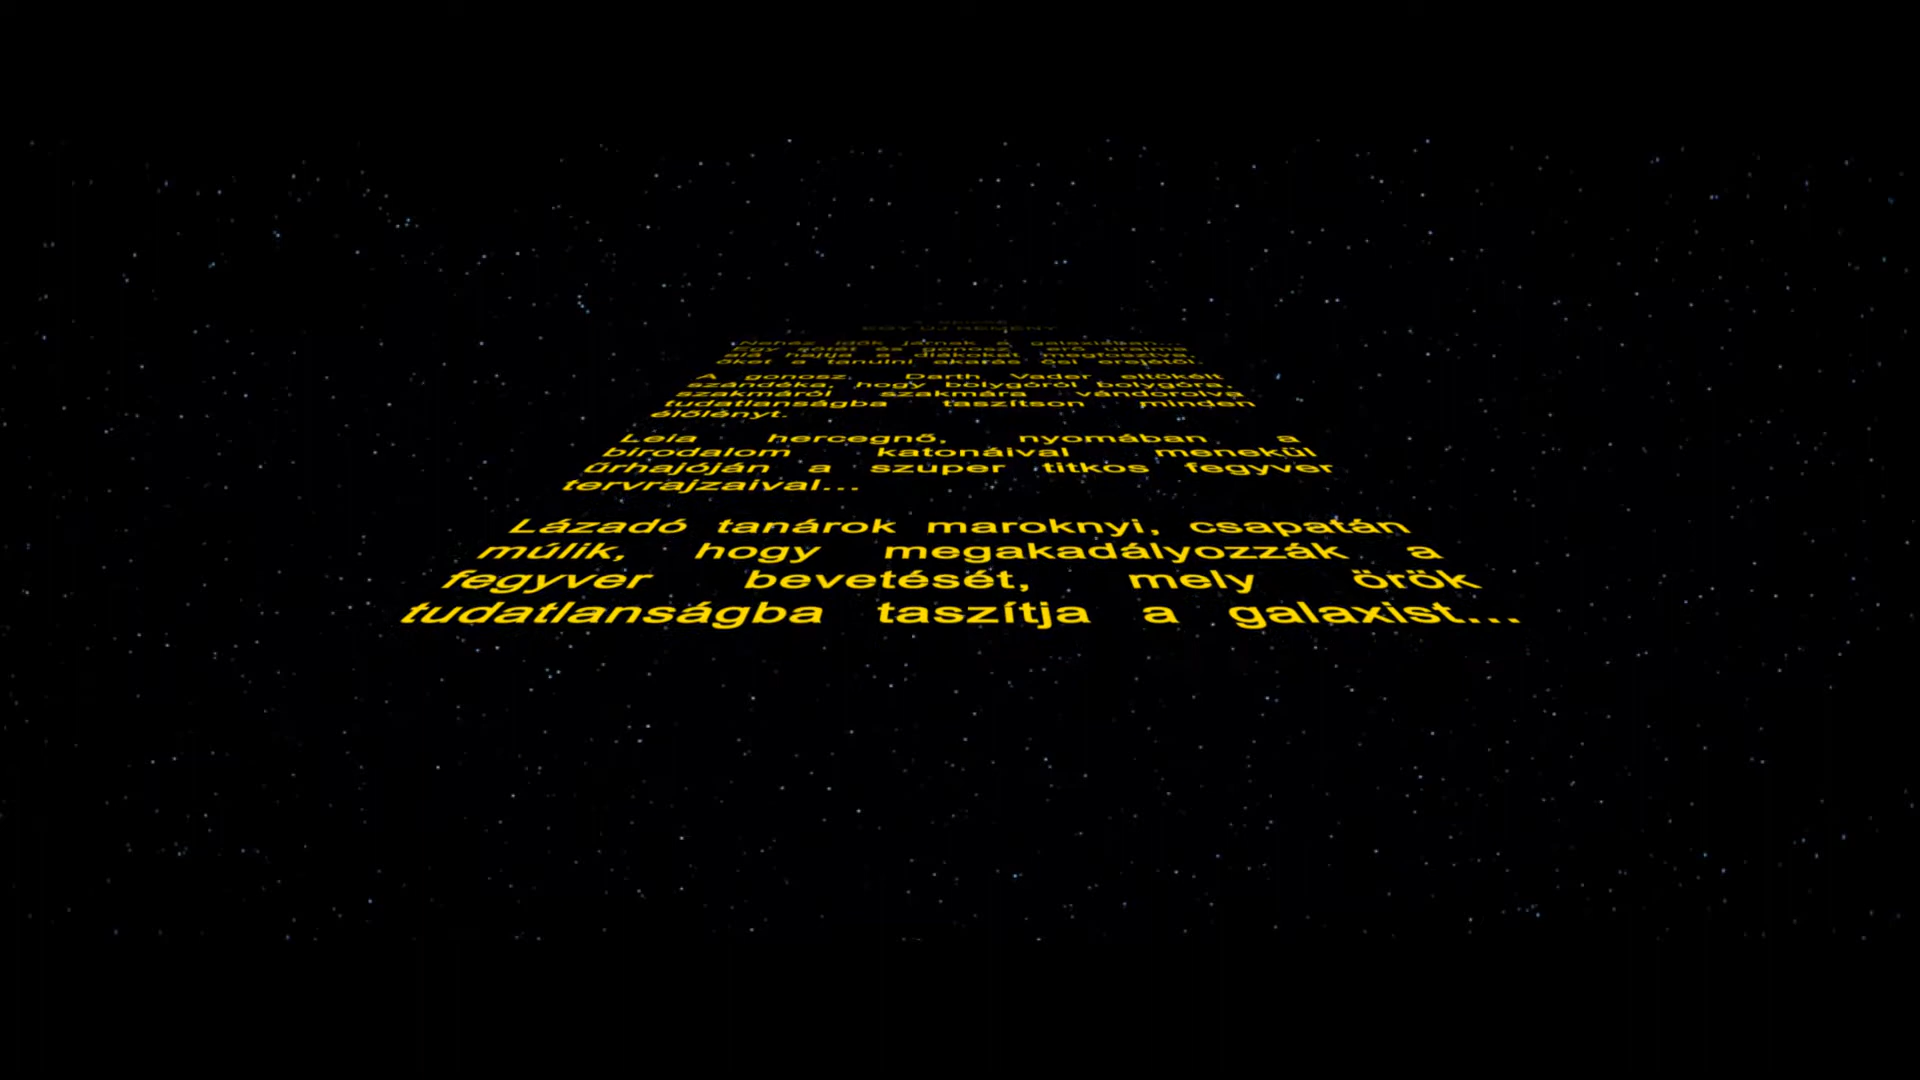 EGY ÚJ REMÉNY
Nehéz idők járnak a galaxisban...
Egy sötét és gonosz erő uralma
alá hajtja a diákokat megfosztva
őket a tanulni akarás ősi erejétől.
A gonosz Darth Vader eltökélt
szándéka, hogy bolygóról bolygóra,
szakmáról szakmára vándorolva
tudatlanságba taszítson minden
élőlényt.
Leia hercegnő, nyomában a
birodalom katonáival menekül
űrhajóján a szuper titkos fegyver
tervrajzaival...
Lázadó tanárok maroknyi, csapatán
múlik, hogy megakadályozzák a
fegyver bevetését, mely örök
tudatlanságba taszítja a galaxist...